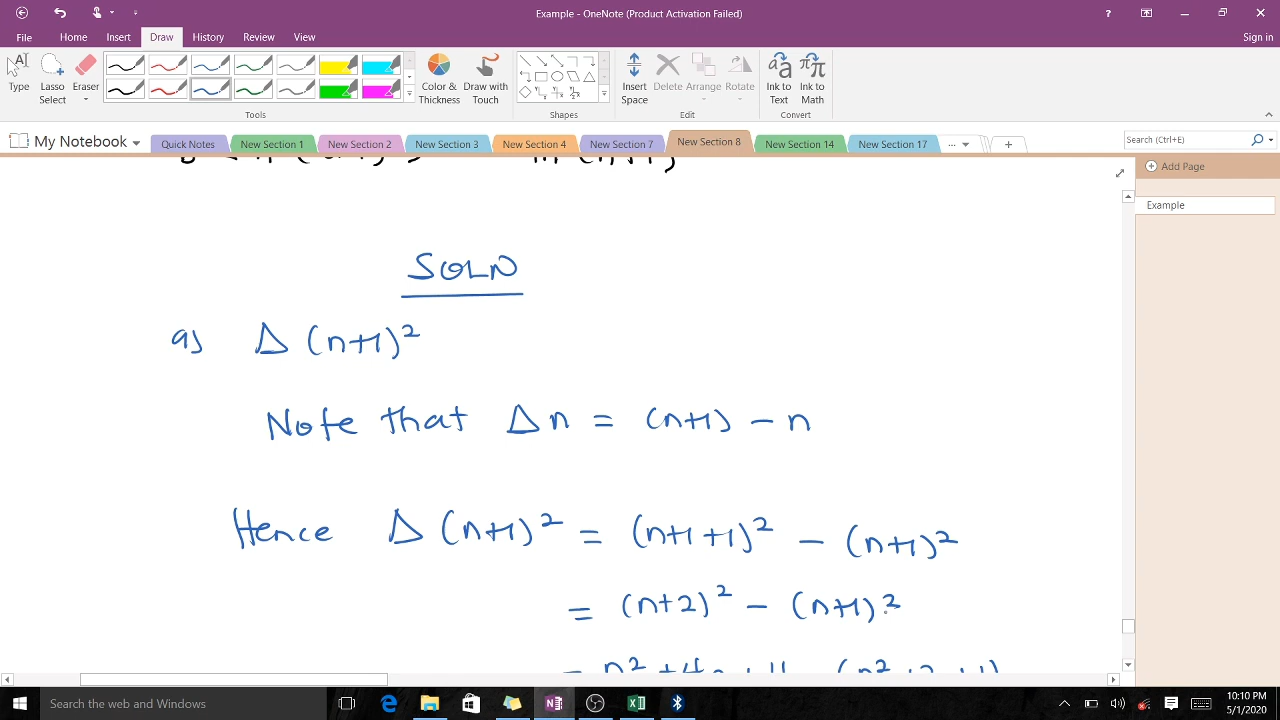 Example - OneNote (Product Activation Failed)
File Home Insert Draw History Review View Sign in
Type Lasso Select Eraser Color & Thickness Draw with Touch Insert Space Delete Arrange Rotate Ink to Text Ink to Math
Tools Shapes Edit Convert
My Notebook Quick Notes New Section 1 New Section 2 New Section 3 New Section 4 New Section 7 New Section 8 New Section 14 New Section 17 ... Search (Ctrl+E)
Add Page
Example
SOLN
a) Δ (n+1)²
Note that Δn = (n+1) - n
Hence Δ (n+1)² = (n+1+1)² - (n+1)²
= (n+2)² - (n+1)²
Search the web and Windows
10:10 PM
5/1/2020